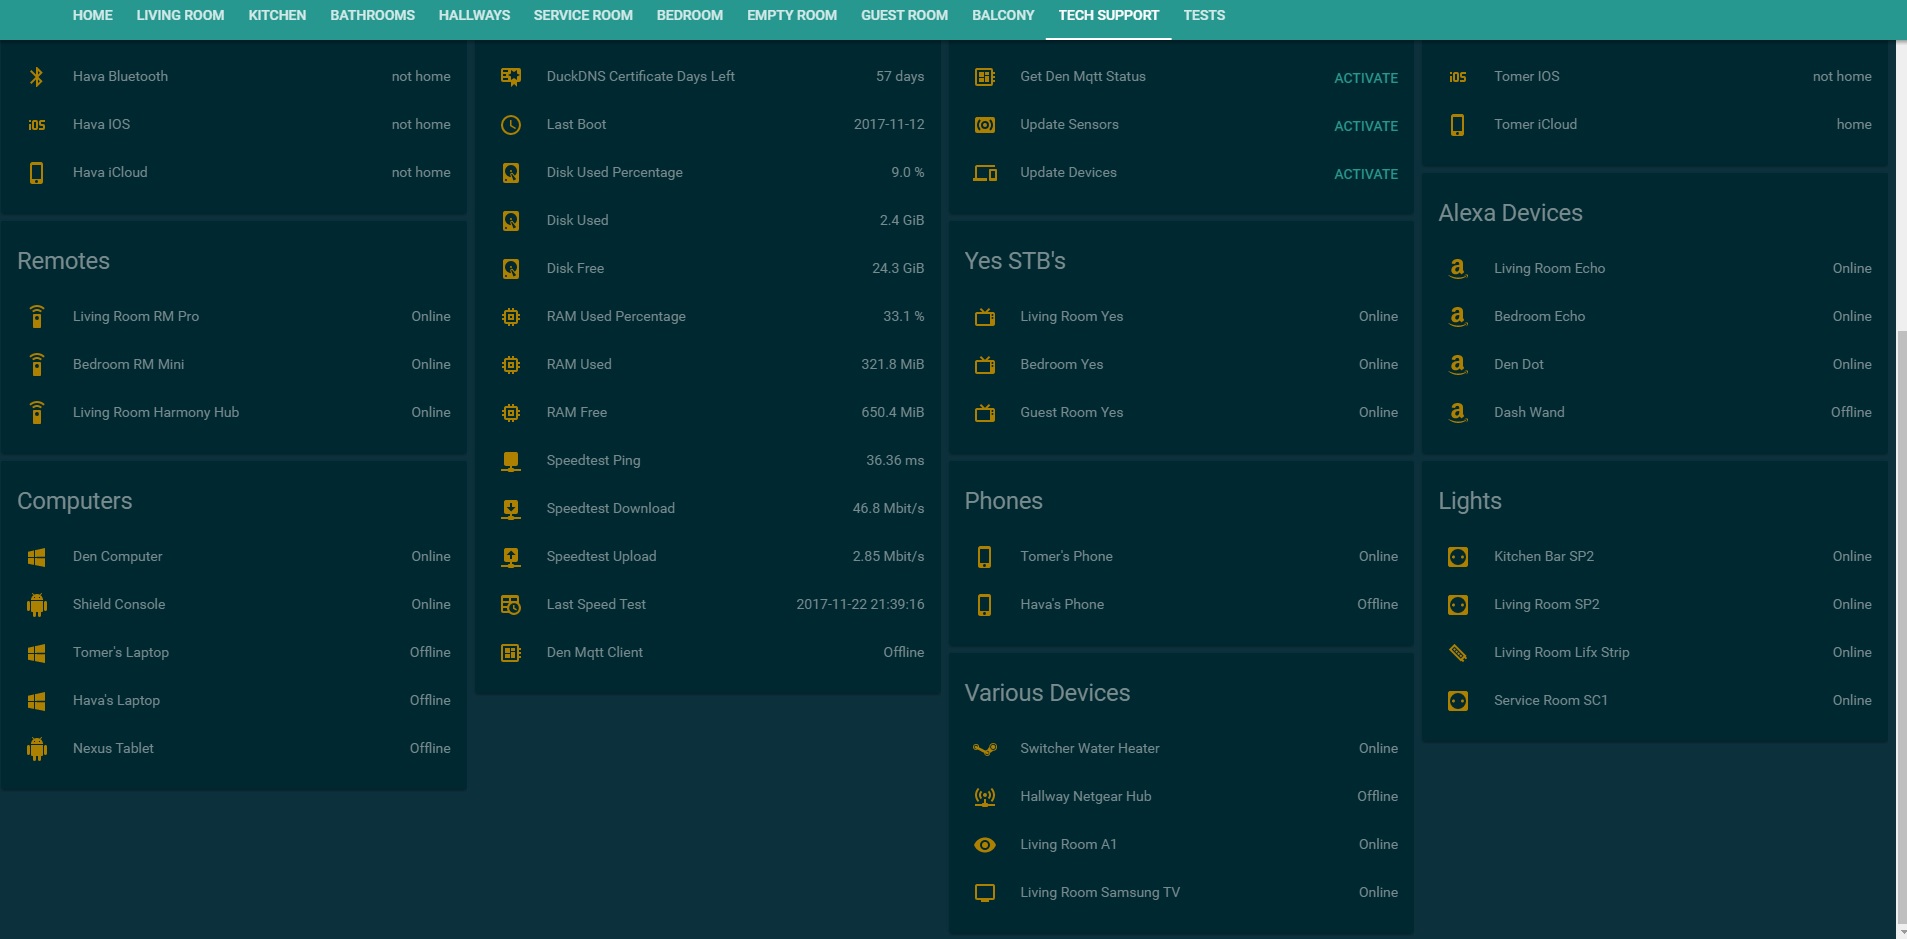 HOME LIVING ROOM KITCHEN BATHROOMS HALLWAYS SERVICE ROOM BEDROOM EMPTY ROOM GUEST ROOM BALCONY TECH SUPPORT TESTS
Hava Bluetooth not home
iOS Hava IOS not home
Hava iCloud not home
Remotes
Living Room RM Pro Online
Bedroom RM Mini Online
Living Room Harmony Hub Online
Computers
Den Computer Online
Shield Console Online
Tomer's Laptop Offline
Hava's Laptop Offline
Nexus Tablet Offline
DuckDNS Certificate Days Left 57 days
Last Boot 2017-11-12
Disk Used Percentage 9.0 %
Disk Used 2.4 GiB
Disk Free 24.3 GiB
RAM Used Percentage 33.1 %
RAM Used 321.8 MiB
RAM Free 650.4 MiB
Speedtest Ping 36.36 ms
Speedtest Download 46.8 Mbit/s
Speedtest Upload 2.85 Mbit/s
Last Speed Test 2017-11-22 21:39:16
Den Mqtt Client Offline
Get Den Mqtt Status ACTIVATE
Update Sensors ACTIVATE
Update Devices ACTIVATE
Yes STB's
Living Room Yes Online
Bedroom Yes Online
Guest Room Yes Online
Phones
Tomer's Phone Online
Hava's Phone Offline
Various Devices
Switcher Water Heater Online
Hallway Netgear Hub Offline
Living Room A1 Online
Living Room Samsung TV Online
iOS Tomer IOS not home
Tomer iCloud home
Alexa Devices
a Living Room Echo Online
a Bedroom Echo Online
a Den Dot Online
a Dash Wand Offline
Lights
Kitchen Bar SP2 Online
Living Room SP2 Online
Living Room Lifx Strip Online
Service Room SC1 Online